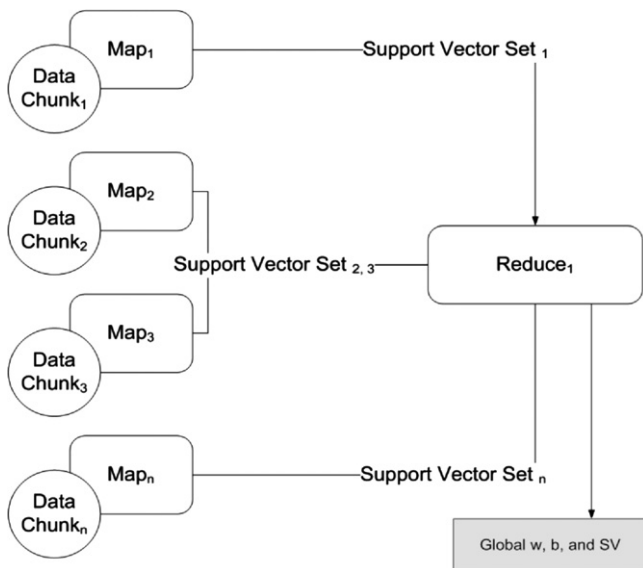 Map₁
Support Vector Set ₁
Data
Chunk₁
Map₂
Data
Chunk₂
Support Vector Set ₂, ₃
Reduce₁
Map₃
Data
Chunk₃
Mapₙ
Support Vector Set ₙ
Data
Chunkₙ
Global w, b, and SV